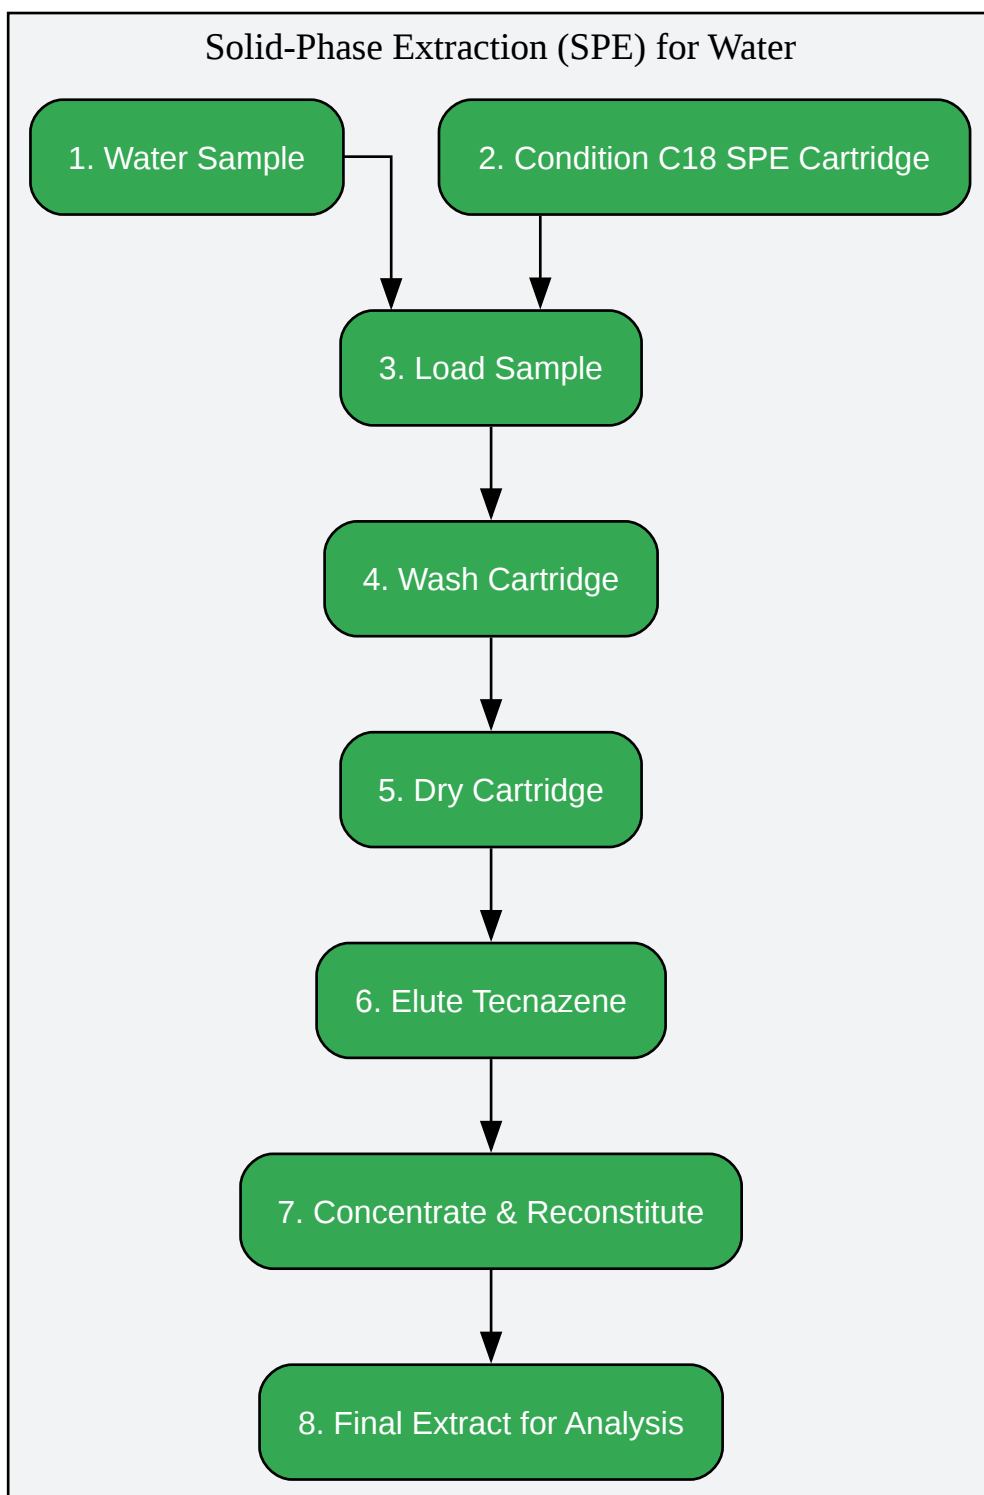 Solid-Phase Extraction (SPE) for Water
1. Water Sample
2. Condition C18 SPE Cartridge
3. Load Sample
4. Wash Cartridge
5. Dry Cartridge
6. Elute Tecnazene
7. Concentrate & Reconstitute
8. Final Extract for Analysis